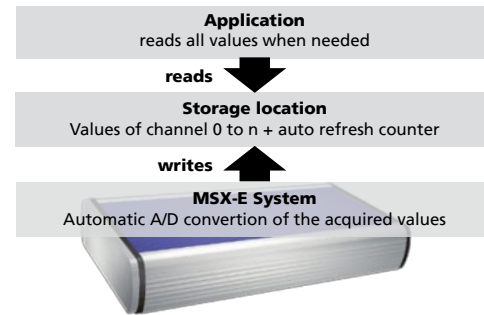 Application
reads all values when needed
reads
Storage location
Values of channel 0 to n + auto refresh counter
writes
MSX-E System
Automatic A/D convertion of the acquired values